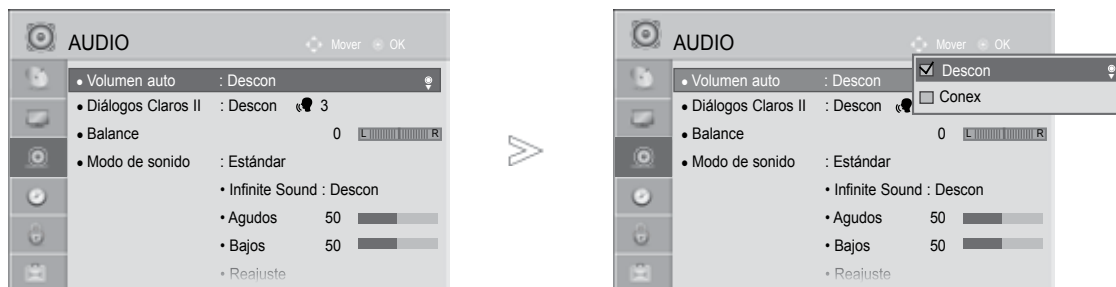 AUDIO
Mover OK
• Volumen auto : Descon
• Diálogos Claros II : Descon 3
• Balance 0 L R
• Modo de sonido : Estándar
• Infinite Sound : Descon
• Agudos 50
• Bajos 50
• Reajuste
AUDIO
Mover OK
• Volumen auto : Descon
Descon
Conex
• Diálogos Claros II : Descon
• Balance 0 L R
• Modo de sonido : Estándar
• Infinite Sound : Descon
• Agudos 50
• Bajos 50
• Reajuste